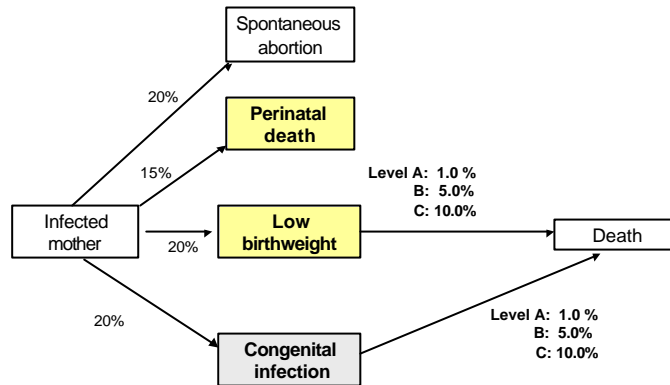 Spontaneous
abortion
20%
Perinatal
death
15%
Level A: 1.0 %
B: 5.0%
C: 10.0%
Infected
mother
20%
Low
birthweight
Death
20%
Level A: 1.0 %
B: 5.0%
C: 10.0%
Congenital
infection